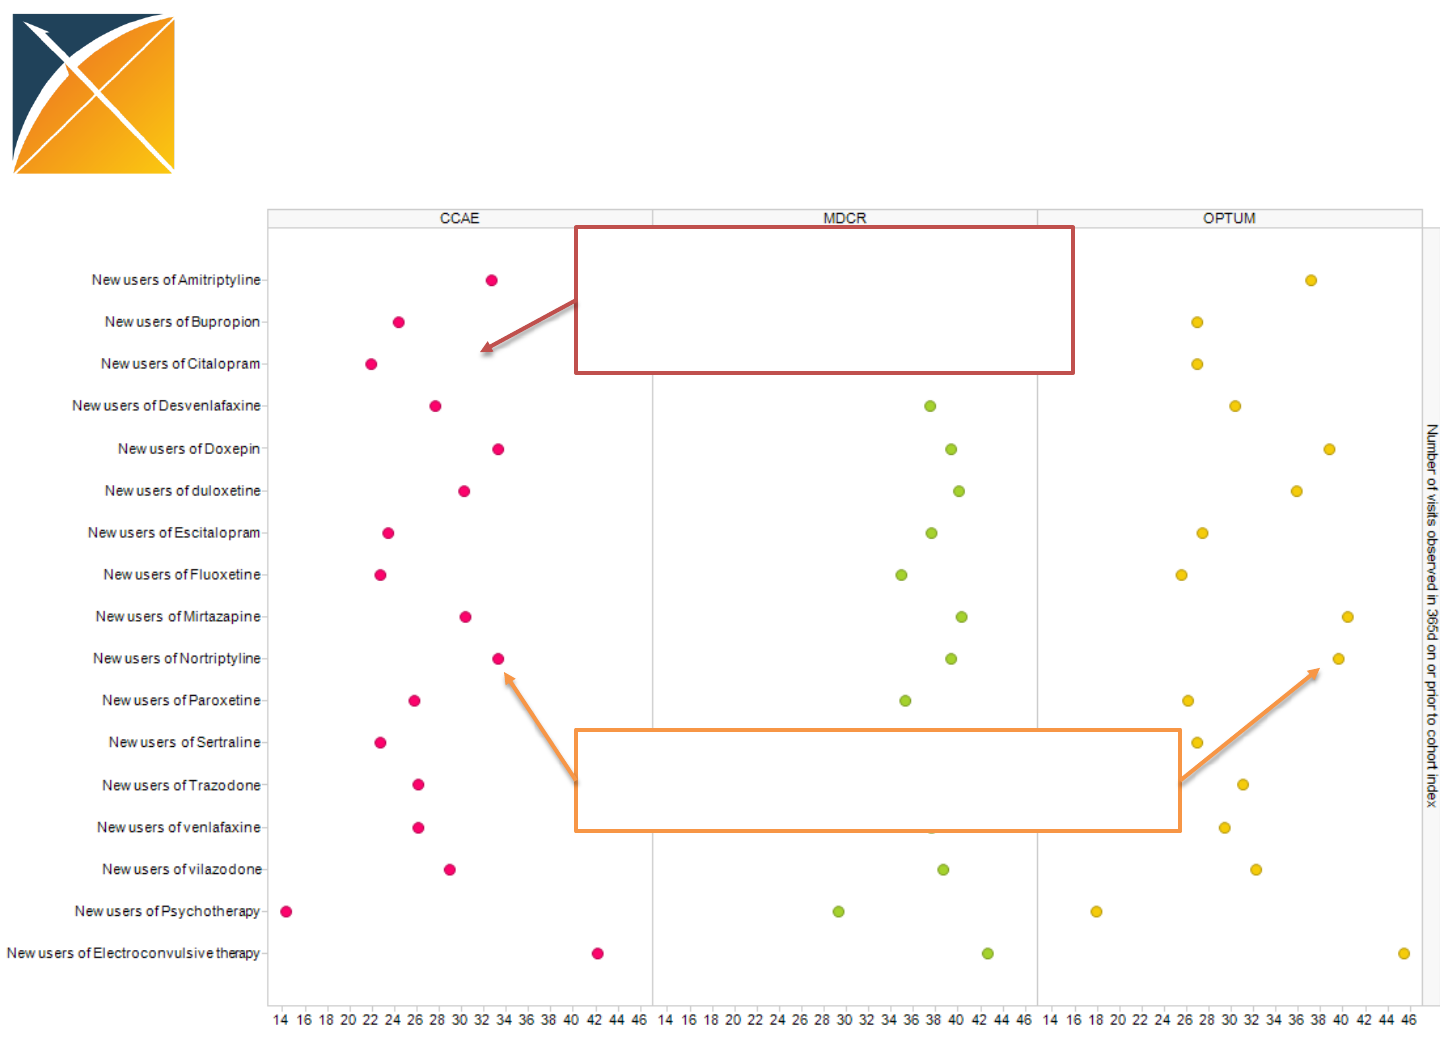 CCAE MDCR OPTUM
New users of Amitriptyline
New users of Bupropion
New users of Citalopram
New users of Desvenlafaxine
New users of Doxepin
New users of duloxetine
New users of Escitalopram
New users of Fluoxetine
New users of Mirtazapine
New users of Nortriptyline
New users of Paroxetine
New users of Sertraline
New users of Trazodone
New users of venlafaxine
New users of vilazodone
New users of Psychotherapy
New users of Electroconvulsive therapy
Number of visits observed in 365d on or prior to cohort index
14 16 18 20 22 24 26 28 30 32 34 36 38 40 42 44 46 14 16 18 20 22 24 26 28 30 32 34 36 38 40 42 44 46 14 16 18 20 22 24 26 28 30 32 34 36 38 40 42 44 46